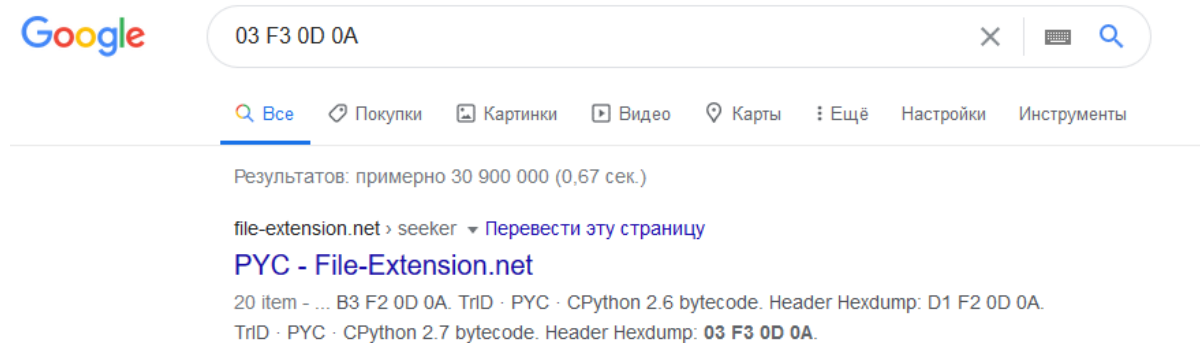 Google
03 F3 0D 0A
Все Покупки Картинки Видео Карты Ещё Настройки Инструменты
Результатов: примерно 30 900 000 (0,67 сек.)
file-extension.net › seeker ▾ Перевести эту страницу
PYC - File-Extension.net
20 item - ... B3 F2 0D 0A. TrID · PYC · CPython 2.6 bytecode. Header Hexdump: D1 F2 0D 0A.
TrID · PYC · CPython 2.7 bytecode. Header Hexdump: 03 F3 0D 0A.